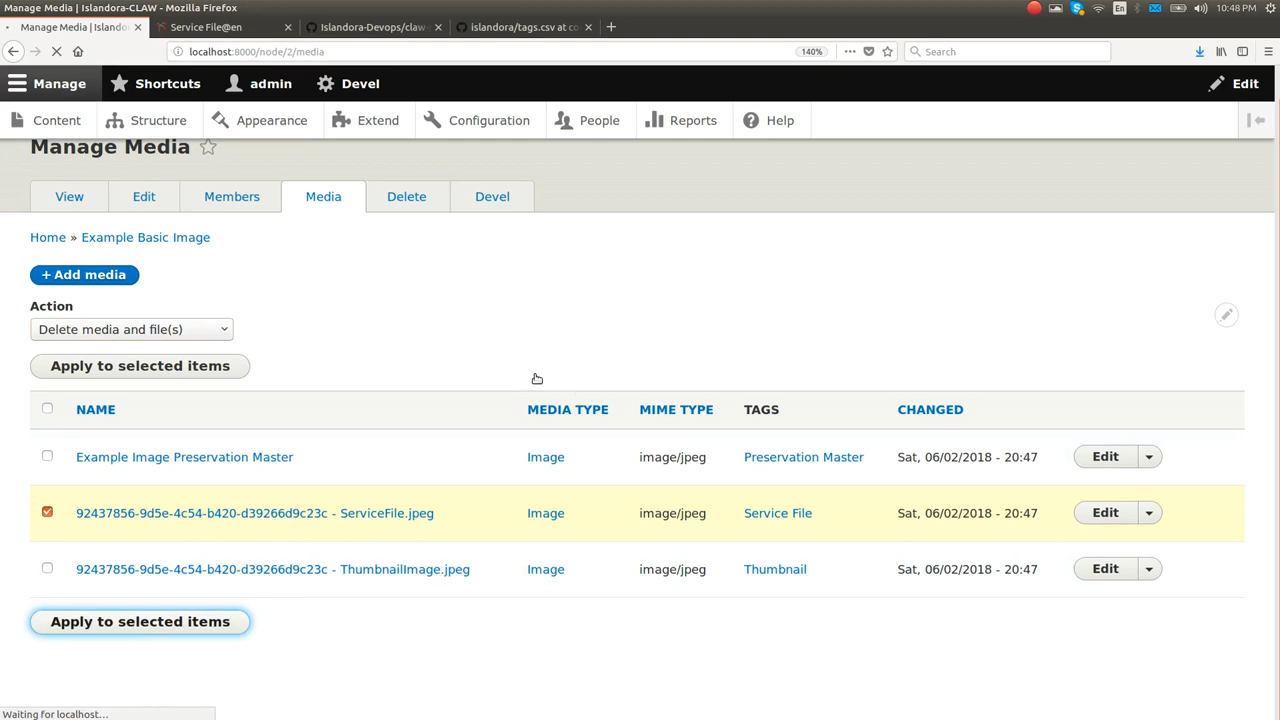 Manage Media | Islandora-CLAW - Mozilla Firefox
En
10:48 PM
Manage Media | Islando
Service File@en
Islandora-Devops/claw-
islandora/tags.csv at co
localhost:8000/node/2/media
140%
Search
Manage
Shortcuts
admin
Devel
Edit
Content
Structure
Appearance
Extend
Configuration
People
Reports
Help
Manage Media
View
Edit
Members
Media
Delete
Devel
Home » Example Basic Image
+ Add media
Action
Delete media and file(s)
Apply to selected items
NAME MEDIA TYPE MIME TYPE TAGS CHANGED
Example Image Preservation Master Image image/jpeg Preservation Master Sat, 06/02/2018 - 20:47 Edit
92437856-9d5e-4c54-b420-d39266d9c23c - ServiceFile.jpeg Image image/jpeg Service File Sat, 06/02/2018 - 20:47 Edit
92437856-9d5e-4c54-b420-d39266d9c23c - ThumbnailImage.jpeg Image image/jpeg Thumbnail Sat, 06/02/2018 - 20:47 Edit
Apply to selected items
Waiting for localhost...